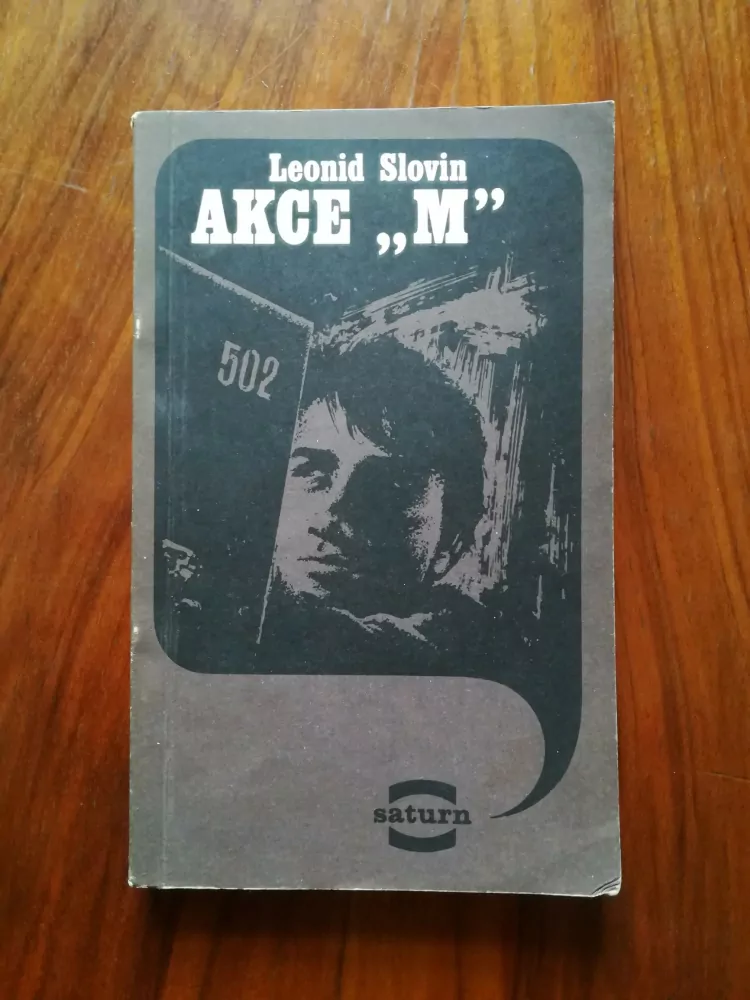 Leonid Slovin
AKCE „M”
502
saturn